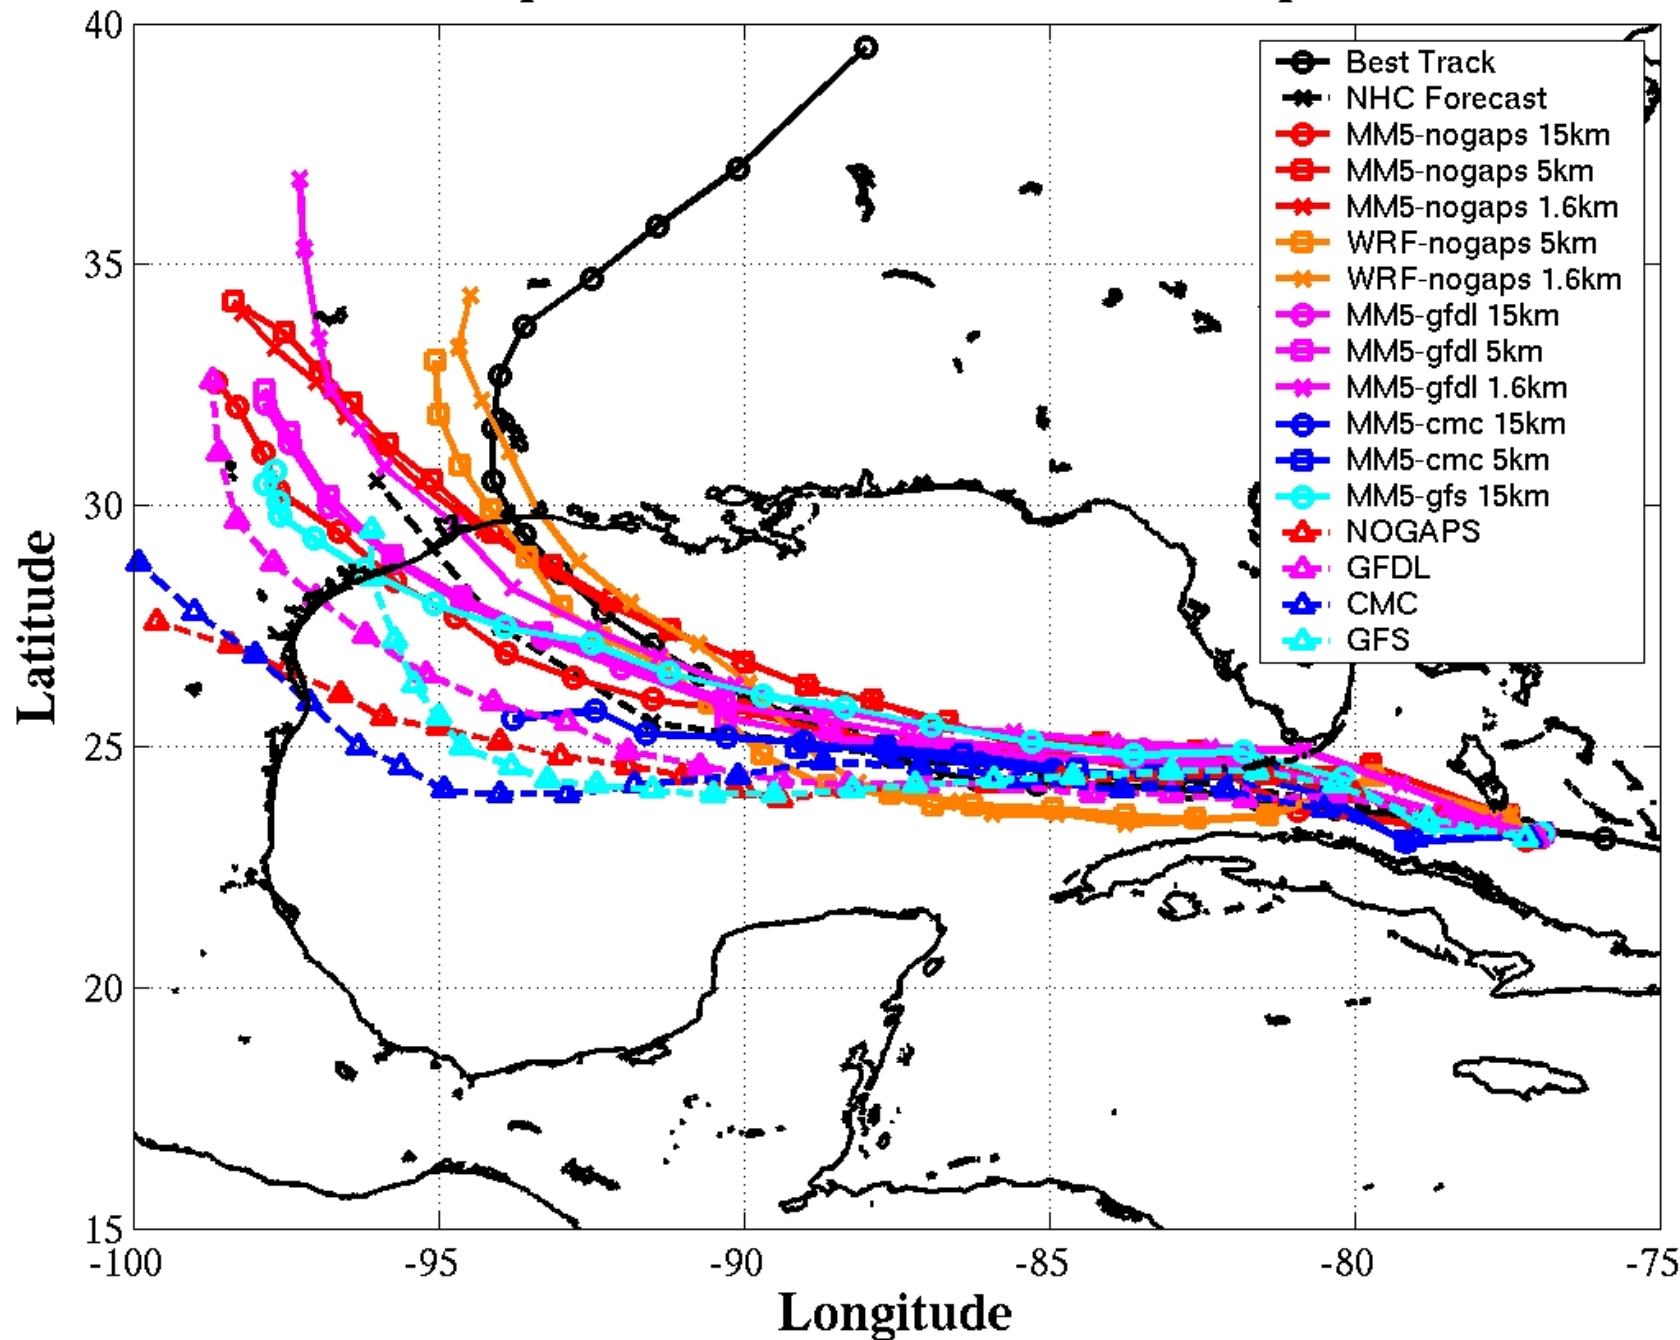 40
35
30
25
20
15
Latitude
-100
-95
-90
-85
-80
-75
Longitude
Best Track
NHC Forecast
MM5-nogaps 15km
MM5-nogaps 5km
MM5-nogaps 1.6km
WRF-nogaps 5km
WRF-nogaps 1.6km
MM5-gfdl 15km
MM5-gfdl 5km
MM5-gfdl 1.6km
MM5-cmc 15km
MM5-cmc 5km
MM5-gfs 15km
NOGAPS
GFDL
CMC
GFS